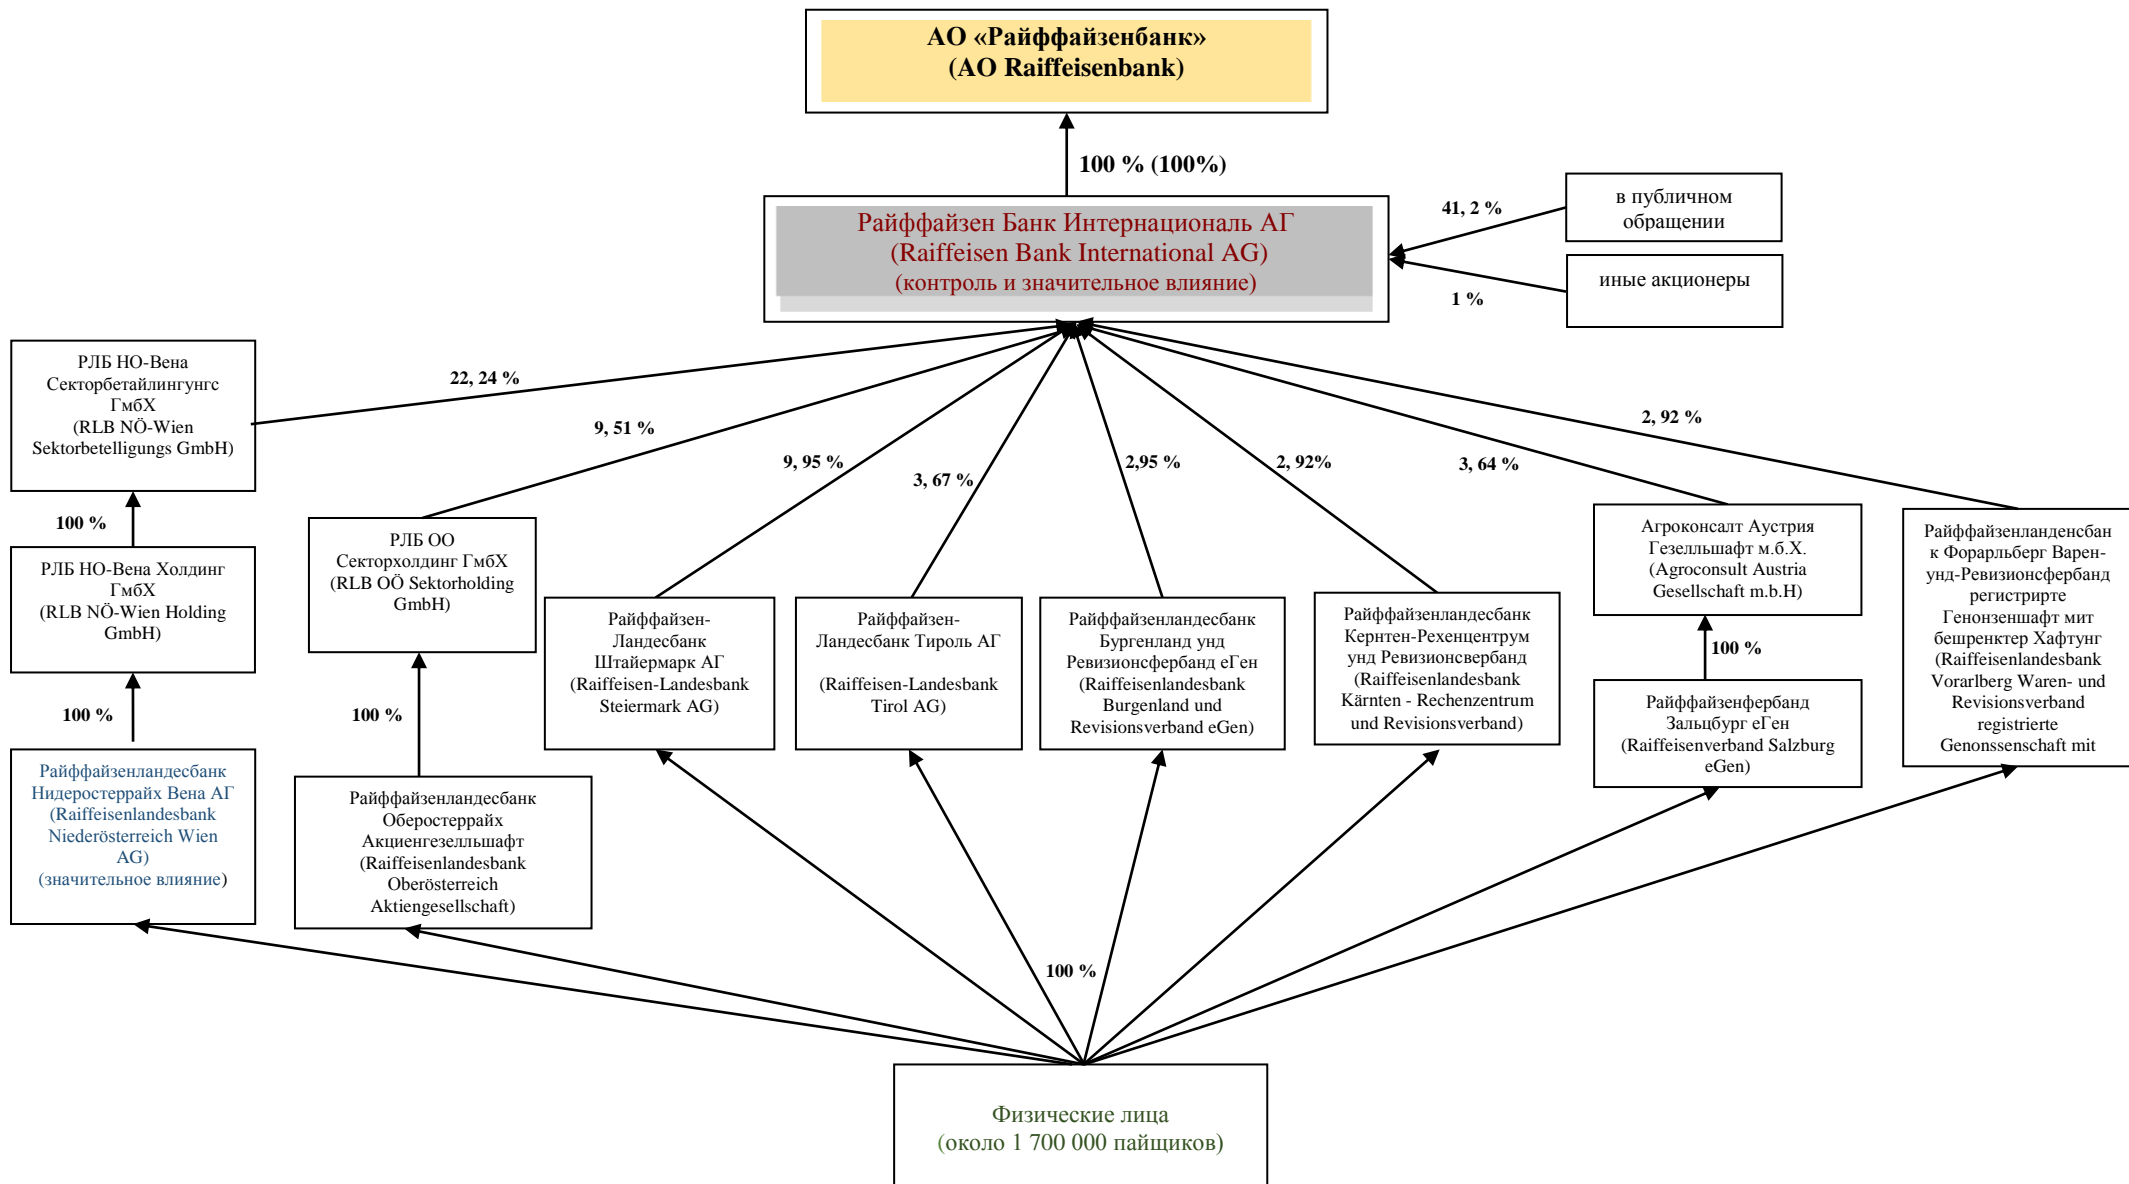 АО «Райффайзенбанк»
(AO Raiffeisenbank)
100 % (100%)
Райффайзен Банк Интернациональ АГ
(Raiffeisen Bank International AG)
(контроль и значительное влияние)
41, 2 %
в публичном
обращении
1 %
иные акционеры
РЛБ НО-Вена
Секторбетайлингунгс
ГмбХ
(RLB NÖ-Wien
Sektorbetelligungs GmbH)
22, 24 %
9, 51 %
9, 95 %
3, 67 %
2,95 %
2, 92%
3, 64 %
2, 92 %
100 %
РЛБ НО-Вена Холдинг
ГмбХ
(RLB NÖ-Wien Holding
GmbH)
100 %
Райффайзенландесбанк
Нидеростеррайх Вена АГ
(Raiffeisenlandesbank
Niederösterreich Wien
AG)
(значительное влияние)
РЛБ ОО
Секторхолдинг ГмбХ
(RLB OÖ Sektorholding
GmbH)
100 %
Райффайзенландесбанк
Оберостеррайх
Акциенгезелльшафт
(Raiffeisenlandesbank
Oberösterreich
Aktiengesellschaft)
Райффайзен-
Ландесбанк
Штайермарк АГ
(Raiffeisen-Landesbank
Steiermark AG)
Райффайзен-
Ландесбанк Тироль АГ
(Raiffeisen-Landesbank
Tirol AG)
Райффайзенландесбанк
Бургенланд унд
Ревизионсфербанд еГен
(Raiffeisenlandesbank
Burgenland und
Revisionsverband eGen)
Райффайзенландесбанк
Кернтен-Рехенцентрум
унд Ревизионсвербанд
(Raiffeisenlandesbank
Kärnten - Rechenzentrum
und Revisionsverband)
Агроконсалт Аустрия
Гезелльшафт м.б.Х.
(Agroconsult Austria
Gesellschaft m.b.H)
100 %
Райффайзенфербанд
Зальцбург еГен
(Raiffeisenverband Salzburg
eGen)
Райффайзенланденсбан
к Форарльберг Варен-
унд-Ревизионсфербанд
регистрирте
Генонзеншафт мит
бешренктер Хафтунг
(Raiffeisenlandesbank
Vorarlberg Waren- und
Revisionsverband
registrierte
Genonssenschaft mit
100 %
Физические лица
(около 1 700 000 пайщиков)